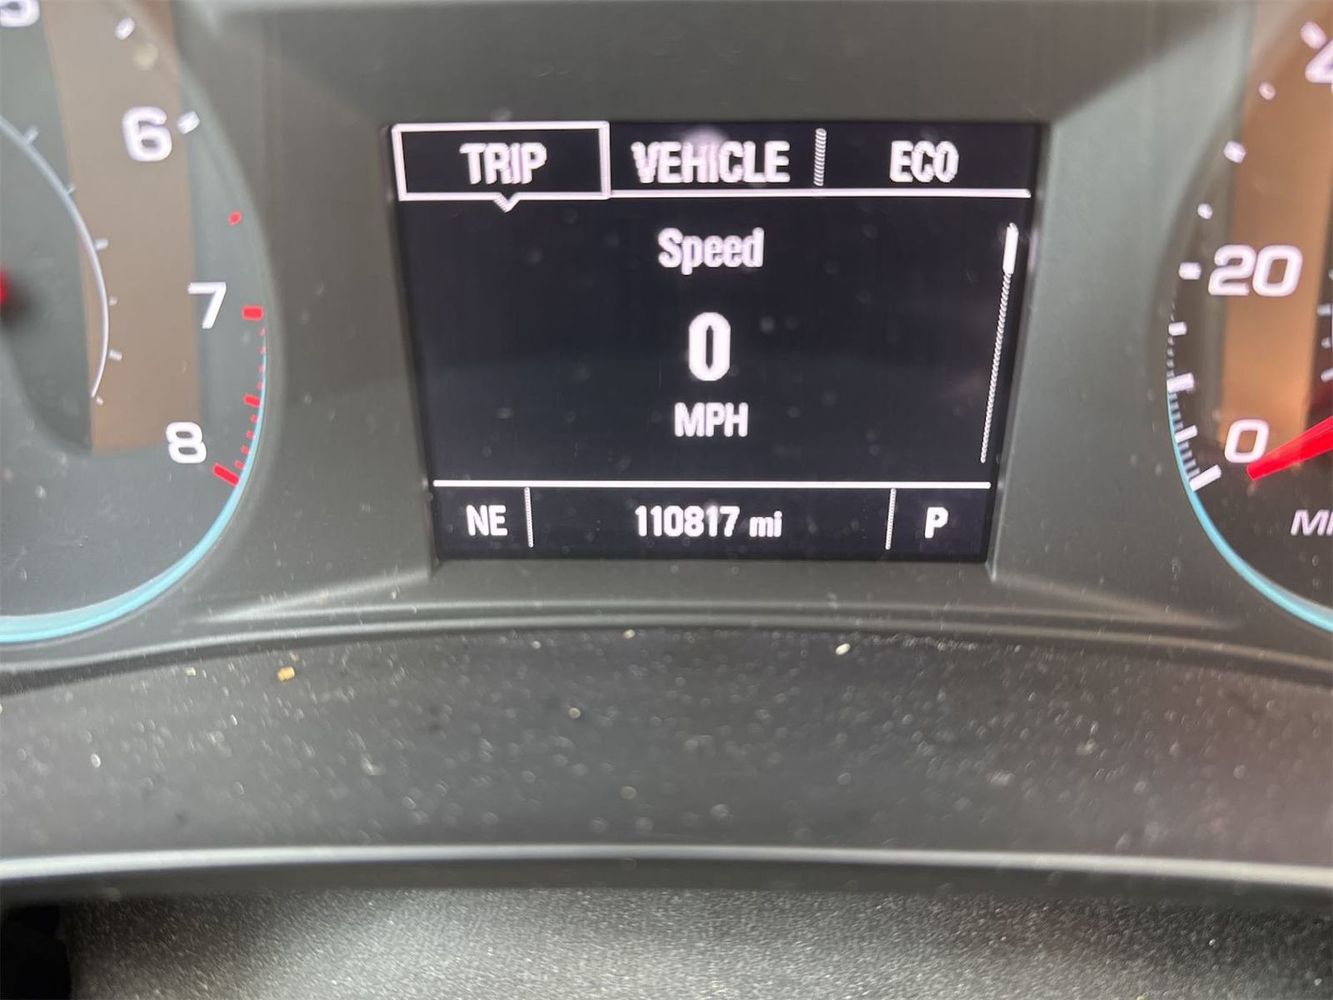 TRIP VEHICLE ECO
Speed
0
MPH
NE 110817 mi P
6
7
8
20
0